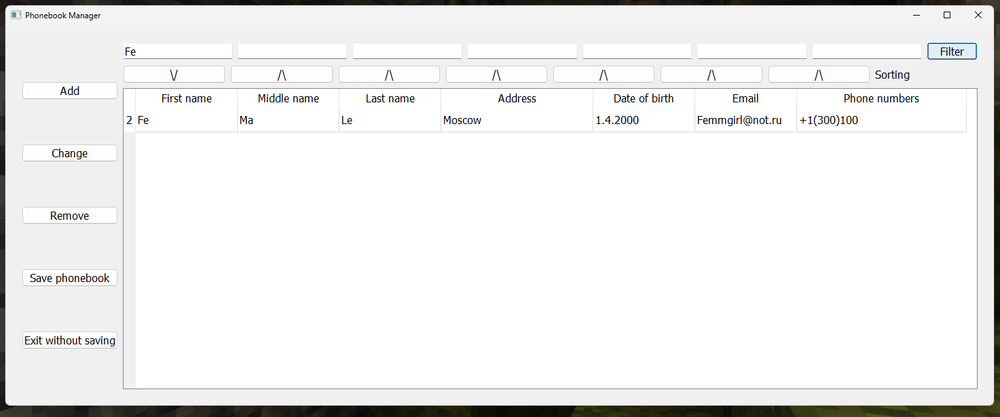 Phonebook Manager
Fe Filter
\/ /\ /\ /\ /\ /\ /\ Sorting
Add
First name Middle name Last name Address Date of birth Email Phone numbers
2 Fe Ma Le Moscow 1.4.2000 Femmgirl@not.ru +1(300)100
Change
Remove
Save phonebook
Exit without saving